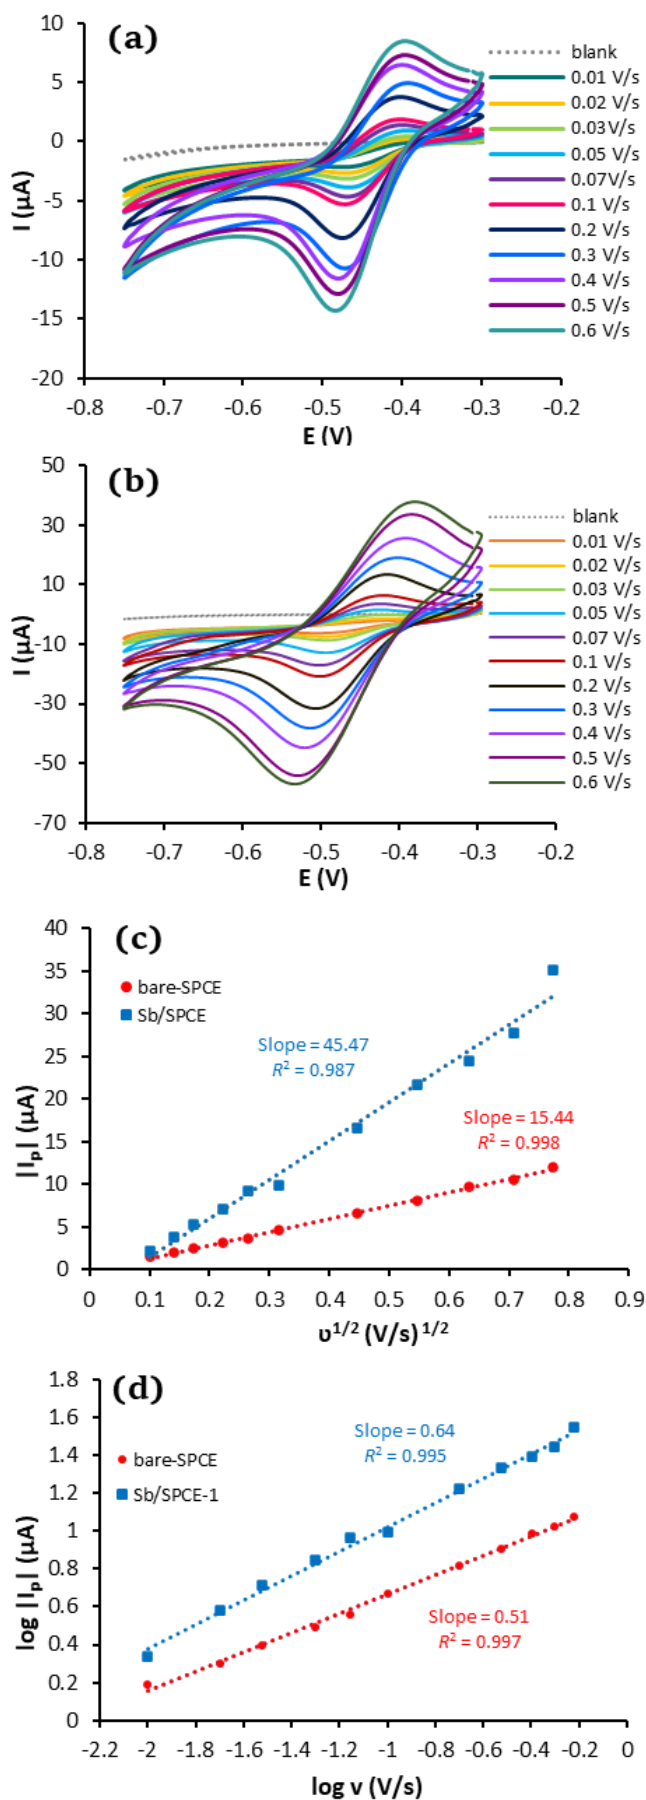 (a)
10
5
0
-5
-10
-15
-20
I (µA)
-0.8 -0.7 -0.6 -0.5 -0.4 -0.3 -0.2
E (V)
blank
0.01 V/s
0.02 V/s
0.03V/s
0.05 V/s
0.07V/s
0.1 V/s
0.2 V/s
0.3 V/s
0.4 V/s
0.5 V/s
0.6 V/s
(b)
50
30
10
-10
-30
-50
-70
I (µA)
-0.8 -0.7 -0.6 -0.5 -0.4 -0.3 -0.2
E (V)
blank
0.01 V/s
0.02 V/s
0.03 V/s
0.05 V/s
0.07 V/s
0.1 V/s
0.2 V/s
0.3 V/s
0.4 V/s
0.5 V/s
0.6 V/s
(c)
40
35
30
25
20
15
10
5
0
|Ip| (µA)
bare-SPCE
Sb/SPCE
Slope = 45.47
R² = 0.987
Slope = 15.44
R² = 0.998
0 0.1 0.2 0.3 0.4 0.5 0.6 0.7 0.8 0.9
υ1/2 (V/s) 1/2
(d)
1.8
1.6
1.4
1.2
1
0.8
0.6
0.4
0.2
0
log |Ip| (µA)
bare-SPCE
Sb/SPCE-1
Slope = 0.64
R² = 0.995
Slope = 0.51
R² = 0.997
-2.2 -2 -1.8 -1.6 -1.4 -1.2 -1 -0.8 -0.6 -0.4 -0.2 0
log v (V/s)